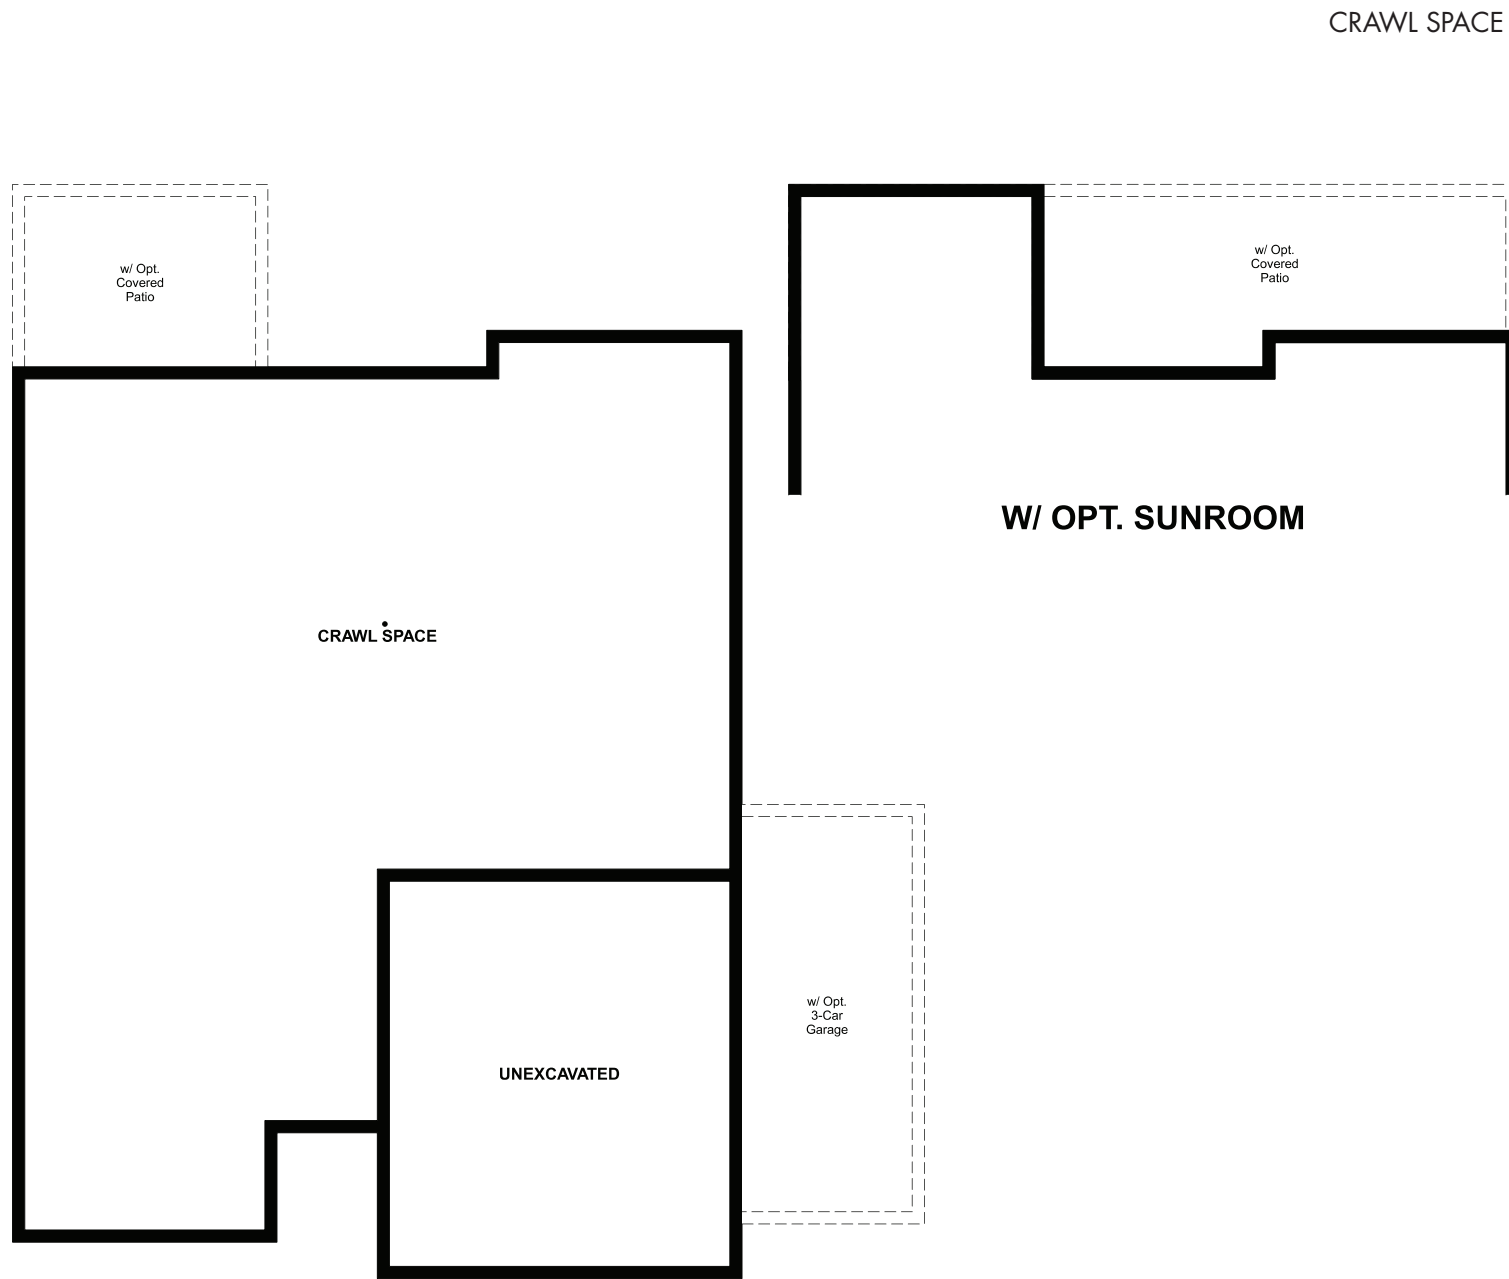 CRAWL SPACE
w/ Opt.
Covered
Patio
w/ Opt.
Covered
Patio
W/ OPT. SUNROOM
CRAWL SPACE
w/ Opt.
3-Car
Garage
UNEXCAVATED